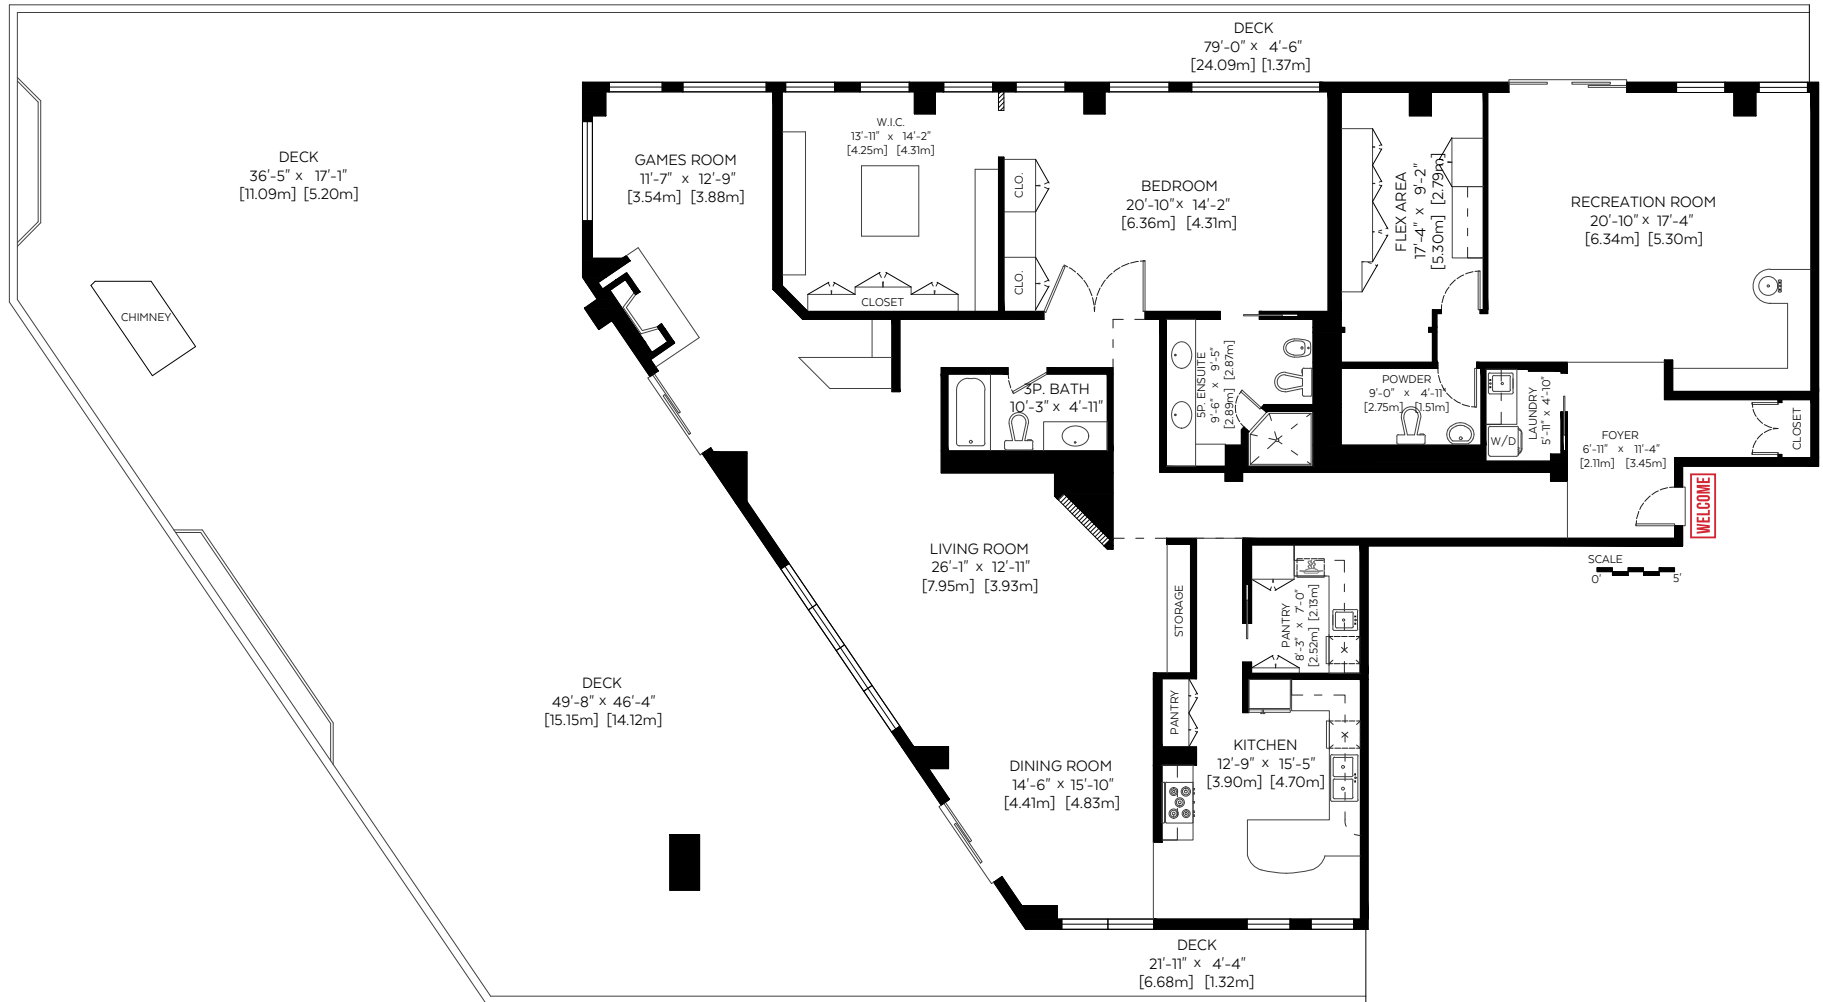 DECK
79'-0" x 4'-6"
[24.09m] [1.37m]
DECK
36'-5" x 17'-1"
[11.09m] [5.20m]
GAMES ROOM
11'-7" x 12'-9"
[3.54m] [3.88m]
W.I.C.
13'-11" x 14'-2"
[4.25m] [4.31m]
CLOSET
CLO.
CLO.
BEDROOM
20'-10" x 14'-2"
[6.36m] [4.31m]
FLEX AREA
17'-4" x 9'-2"
[5.30m] [2.79m]
RECREATION ROOM
20'-10" x 17'-4"
[6.34m] [5.30m]
CHIMNEY
3P. BATH
10'-3" x 4'-11"
5P. ENSUITE
9'-6" x 9'-5"
[2.89m] [2.87m]
POWDER
9'-0" x 4'-11"
[2.75m] [1.51m]
W/D
LAUNDRY
5'-11" x 4'-10"
FOYER
6'-11" x 11'-4"
[2.11m] [3.45m]
CLOSET
WELCOME
SCALE
0' 5'
LIVING ROOM
26'-1" x 12'-11"
[7.95m] [3.93m]
STORAGE
PANTRY
8'-3" x 7'-0"
[2.52m] [2.13m]
DECK
49'-8" x 46'-4"
[15.15m] [14.12m]
PANTRY
KITCHEN
12'-9" x 15'-5"
[3.90m] [4.70m]
DINING ROOM
14'-6" x 15'-10"
[4.41m] [4.83m]
DECK
21'-11" x 4'-4"
[6.68m] [1.32m]